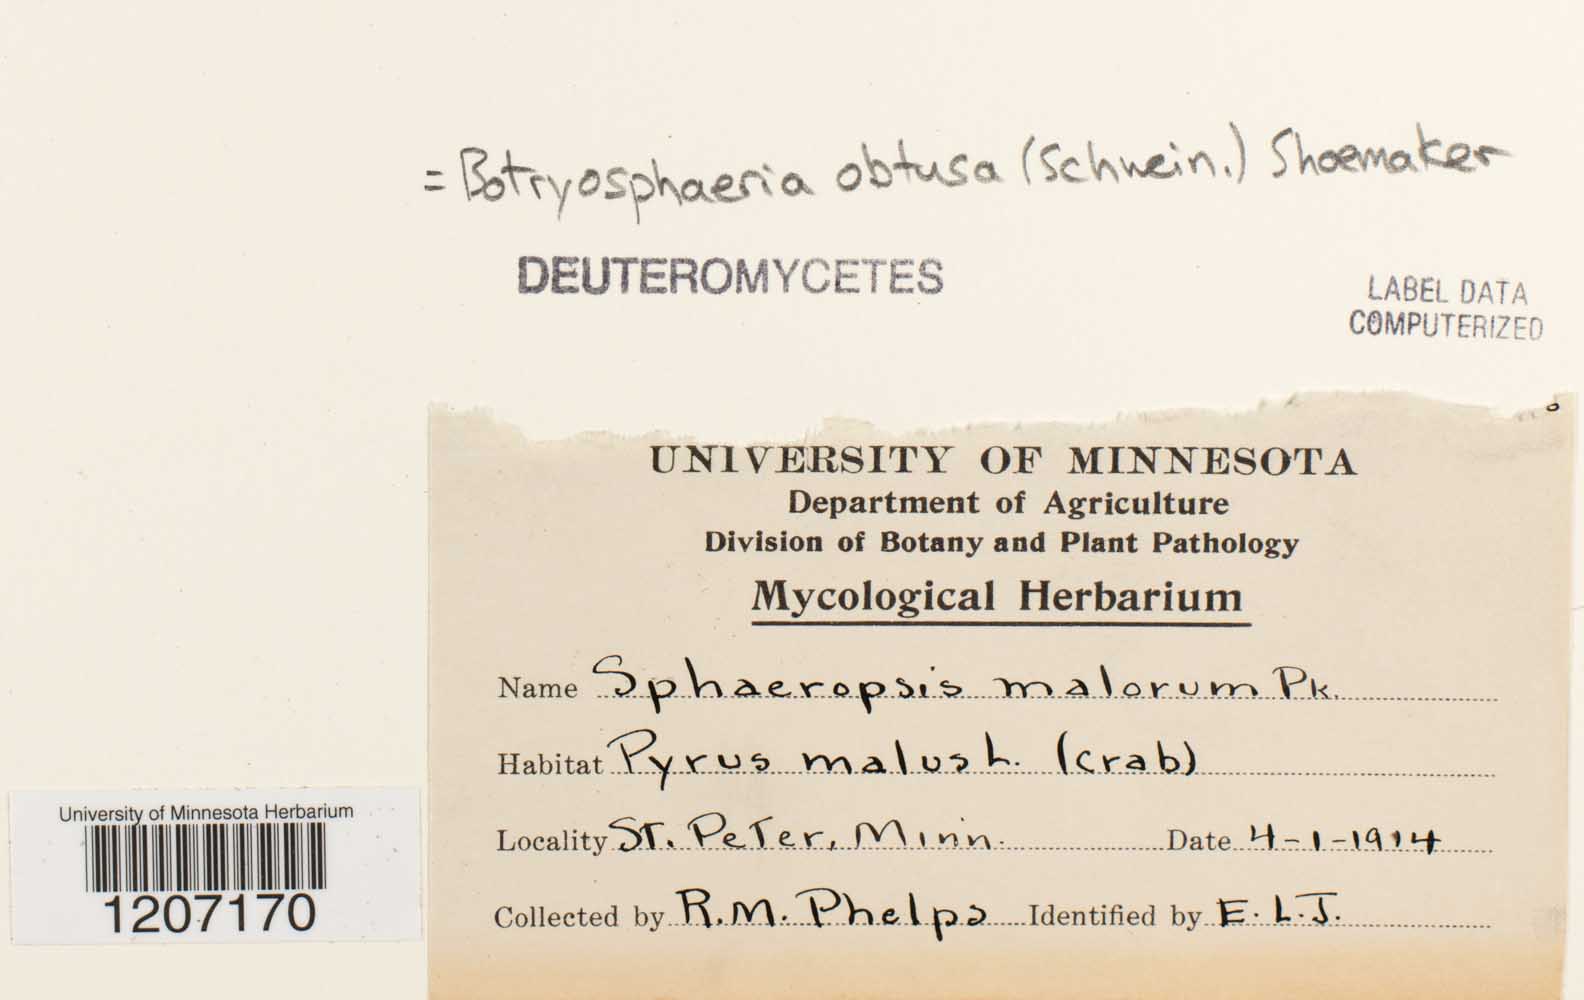 = Botryosphaeria obtusa (Schwein.) Shoemaker
DEUTEROMYCETES
LABEL DATA
COMPUTERIZED
UNIVERSITY OF MINNESOTA
Department of Agriculture
Division of Botany and Plant Pathology
Mycological Herbarium
Name Sphaeropsis malorum Pk.
Habitat Pyrus malus L. (crab)
Locality St. Peter, Minn. Date 4-1-1914
Collected by R.M. Phelps Identified by E.L.J.
University of Minnesota Herbarium
1207170